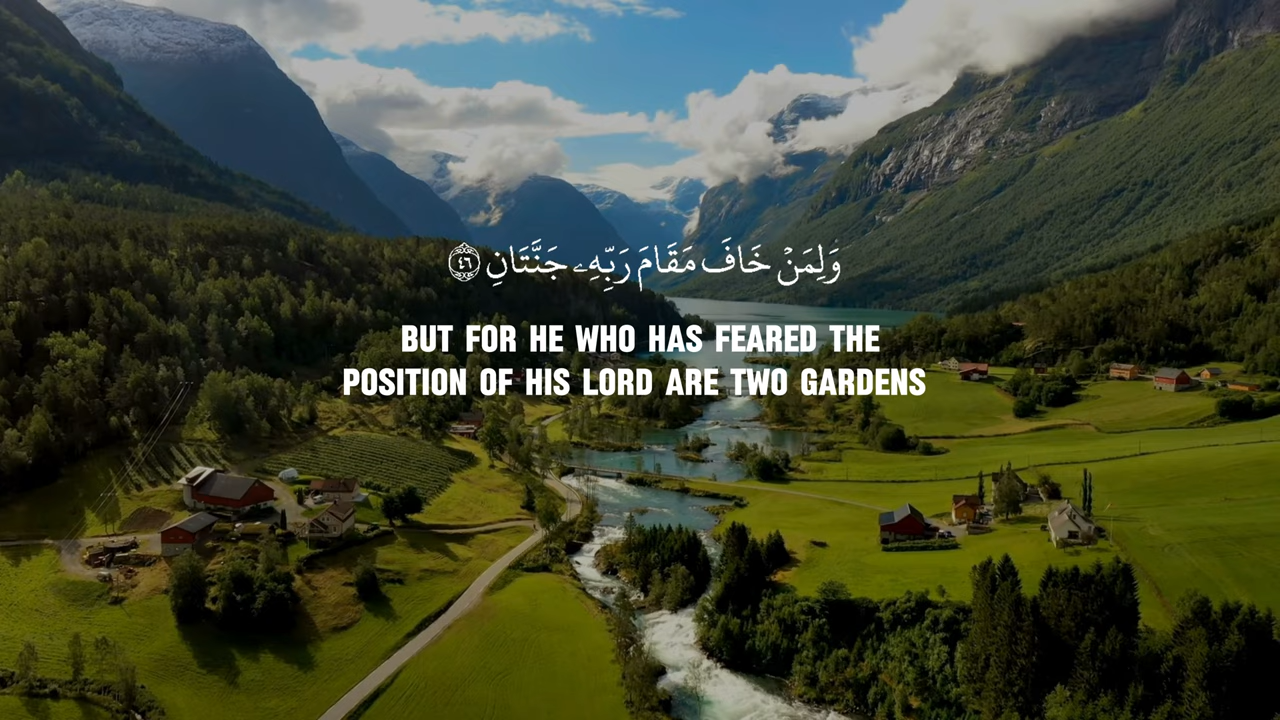 وَلِمَنْ خَافَ مَقَامَ رَبِّهِۦ جَنَّتَانِ ٤٦
BUT FOR HE WHO HAS FEARED THE
POSITION OF HIS LORD ARE TWO GARDENS